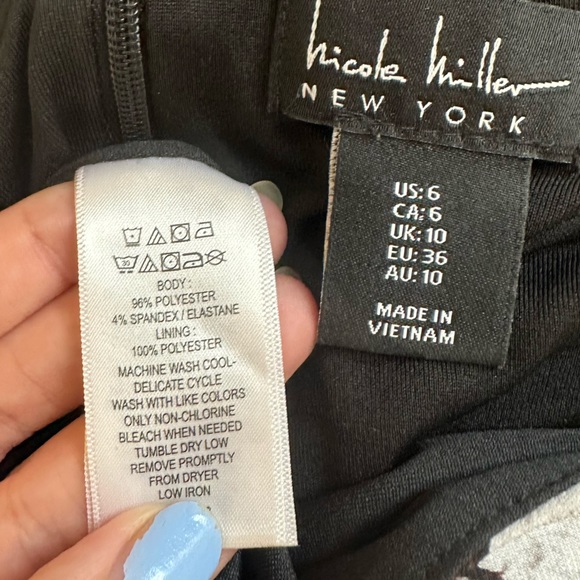 nicole miller
NEW YORK
US: 6
CA: 6
UK: 10
EU: 36
AU: 10
MADE IN
VIETNAM
30
BODY :
96% POLYESTER
4% SPANDEX / ELASTANE
LINING :
100% POLYESTER
MACHINE WASH COOL-
DELICATE CYCLE
WASH WITH LIKE COLORS
ONLY NON-CHLORINE
BLEACH WHEN NEEDED
TUMBLE DRY LOW
REMOVE PROMPTLY
FROM DRYER
LOW IRON